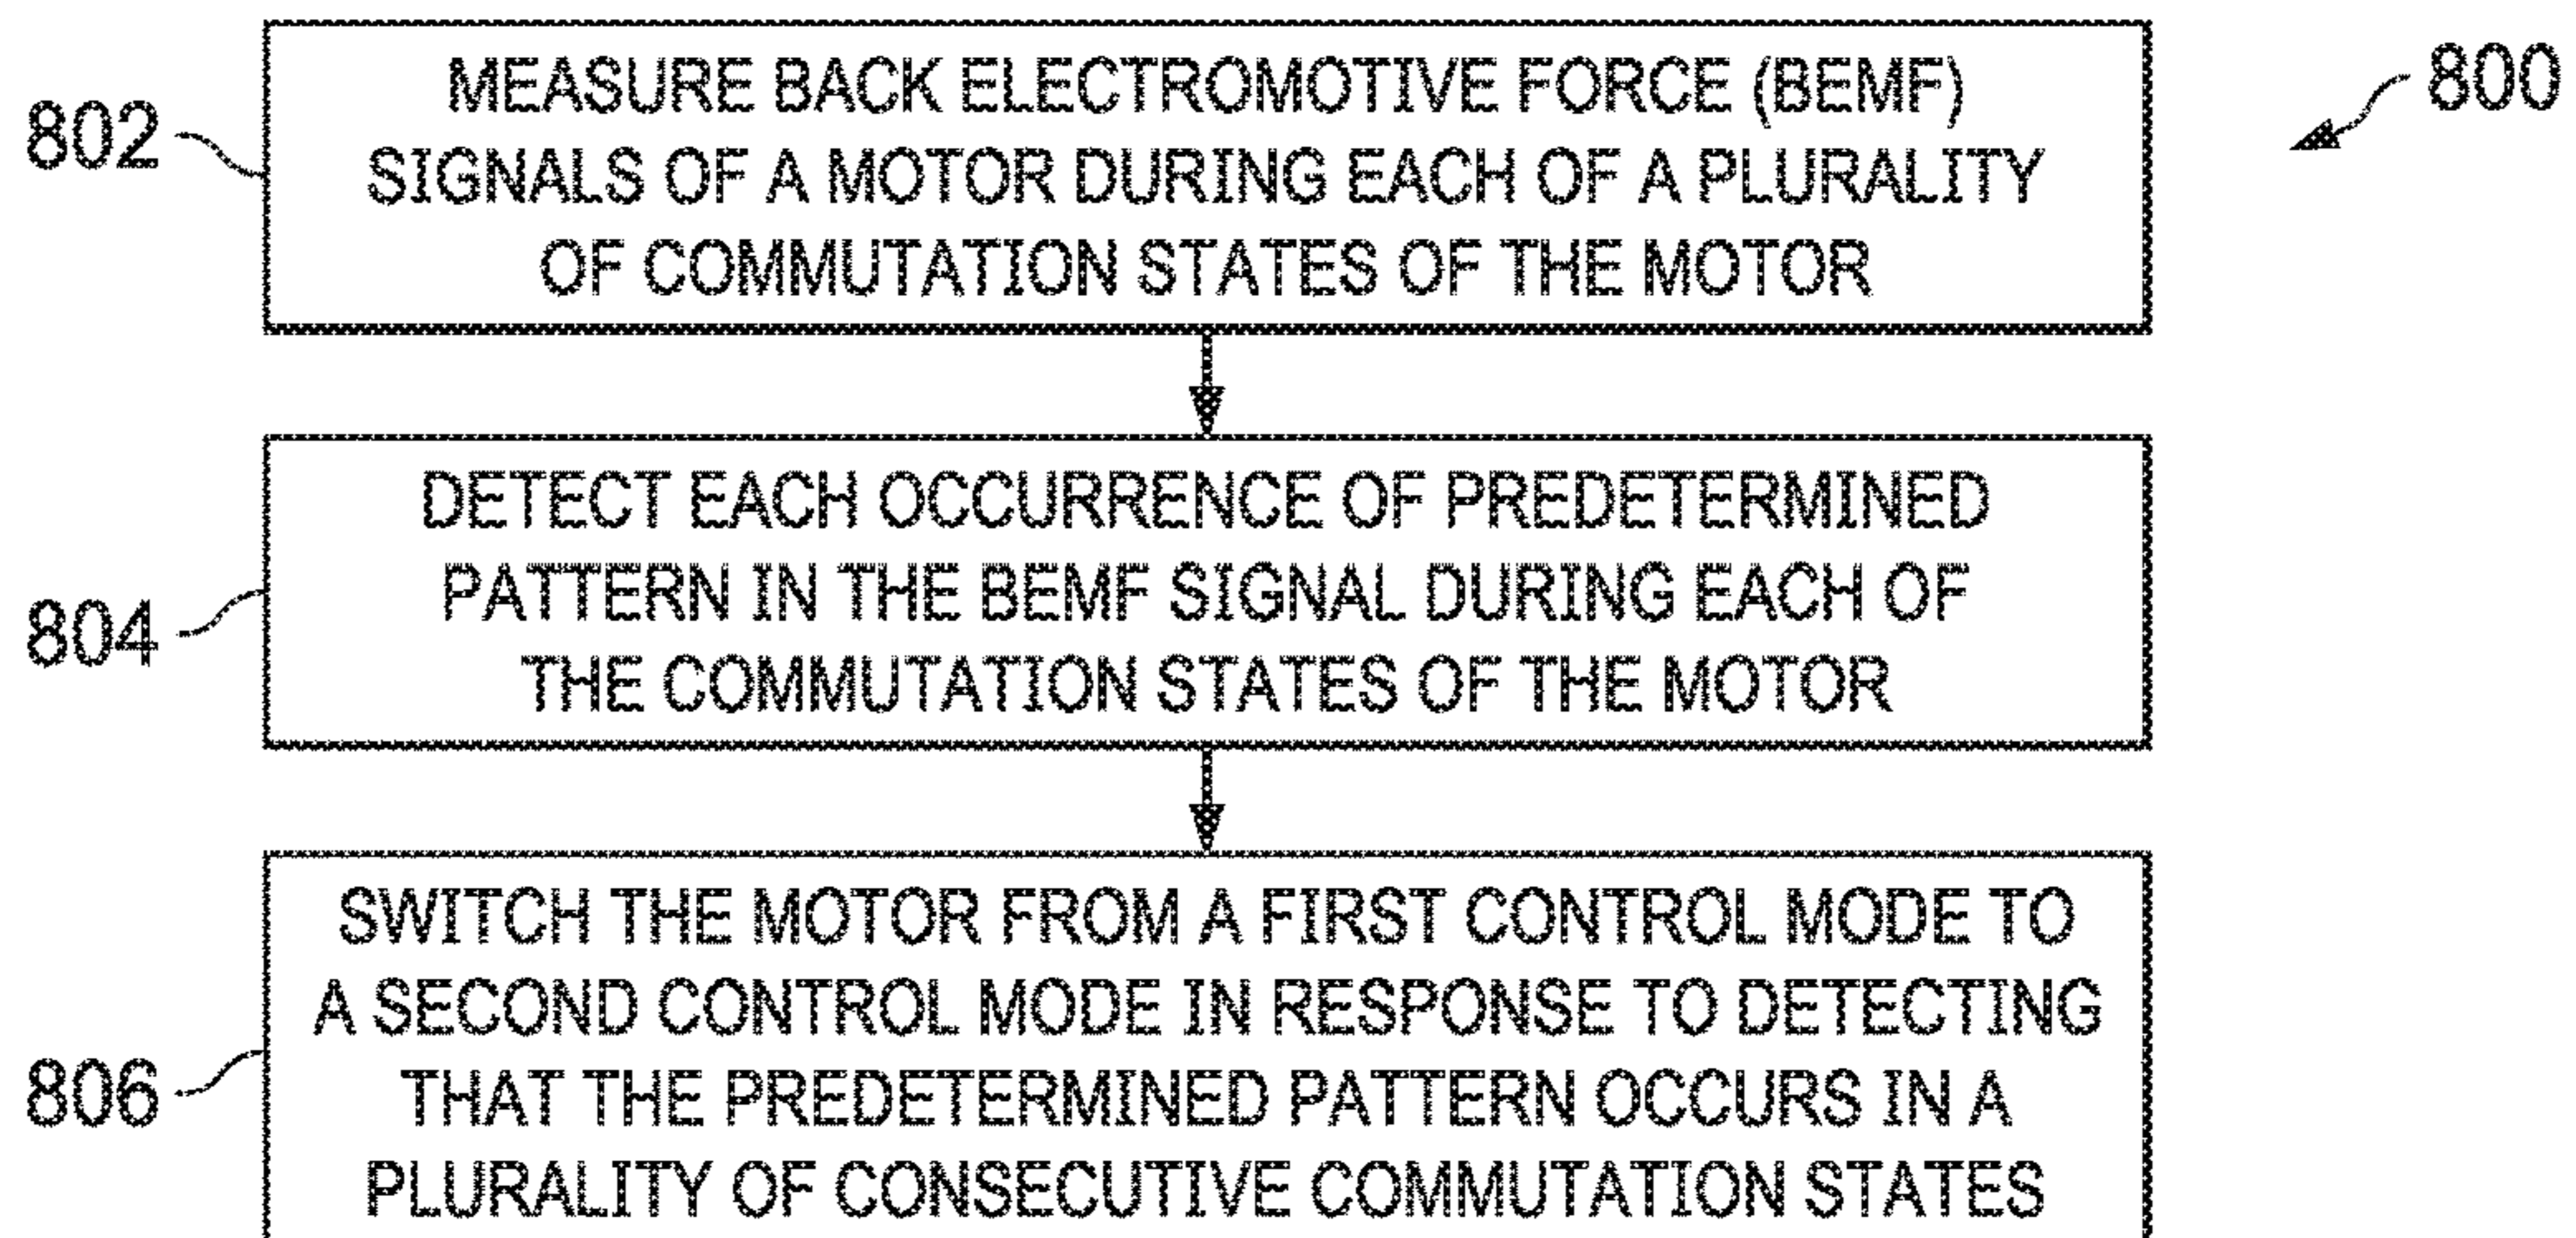 800
802
MEASURE BACK ELECTROMOTIVE FORCE (BEMF)
SIGNALS OF A MOTOR DURING EACH OF A PLURALITY
OF COMMUTATION STATES OF THE MOTOR
804
DETECT EACH OCCURRENCE OF PREDETERMINED
PATTERN IN THE BEMF SIGNAL DURING EACH OF
THE COMMUTATION STATES OF THE MOTOR
806
SWITCH THE MOTOR FROM A FIRST CONTROL MODE TO
A SECOND CONTROL MODE IN RESPONSE TO DETECTING
THAT THE PREDETERMINED PATTERN OCCURS IN A
PLURALITY OF CONSECUTIVE COMMUTATION STATES